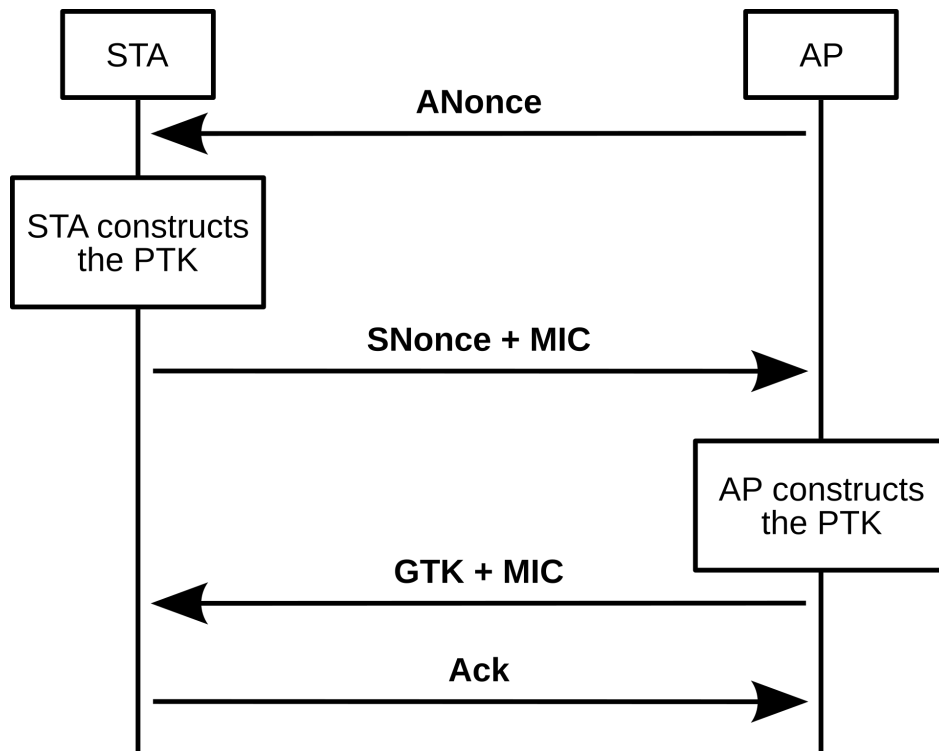 STA
AP
ANonce
STA constructs
the PTK
SNonce + MIC
AP constructs
the PTK
GTK + MIC
Ack